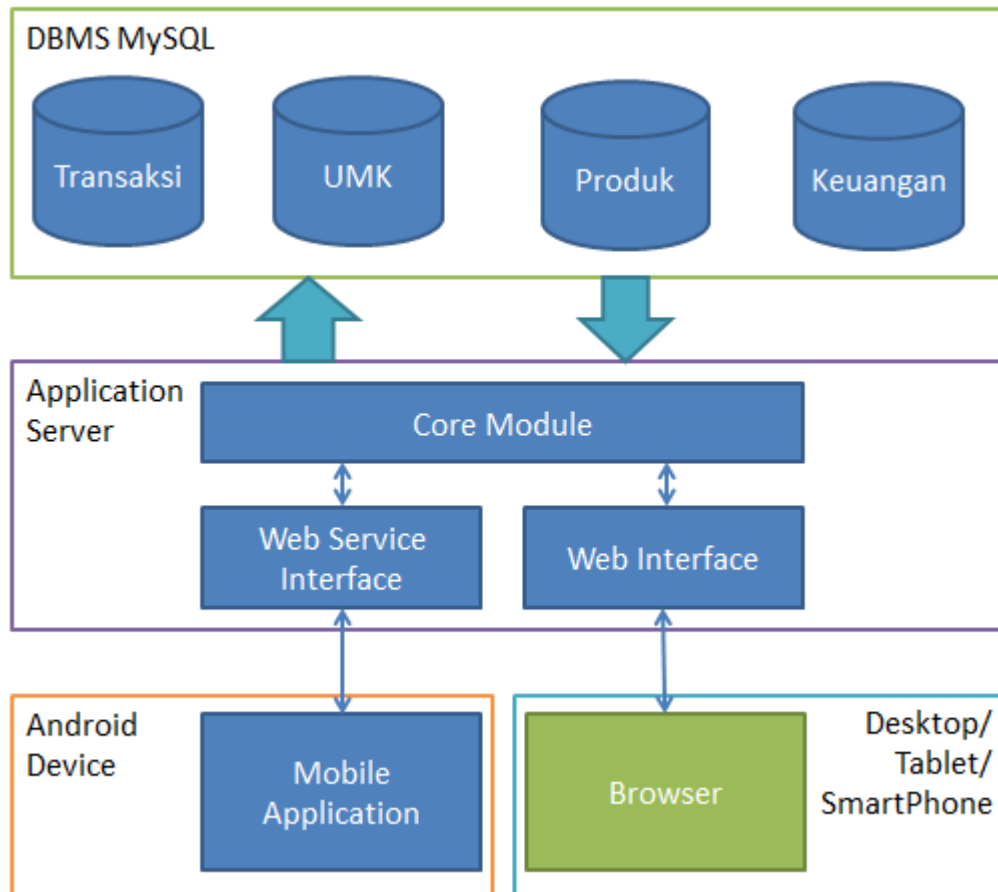 DBMS MySQL
Transaksi
UMK
Produk
Keuangan
Application
Server
Core Module
Web Service
Interface
Web Interface
Android
Device
Mobile
Application
Browser
Desktop/
Tablet/
SmartPhone